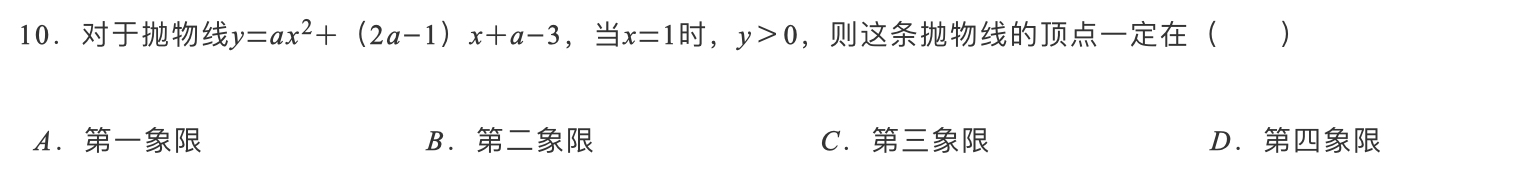 10．对于抛物线y=ax²+（2a−1）x+a−3，当x=1时，y>0，则这条抛物线的顶点一定在（　　）
A．第一象限 B．第二象限 C．第三象限 D．第四象限